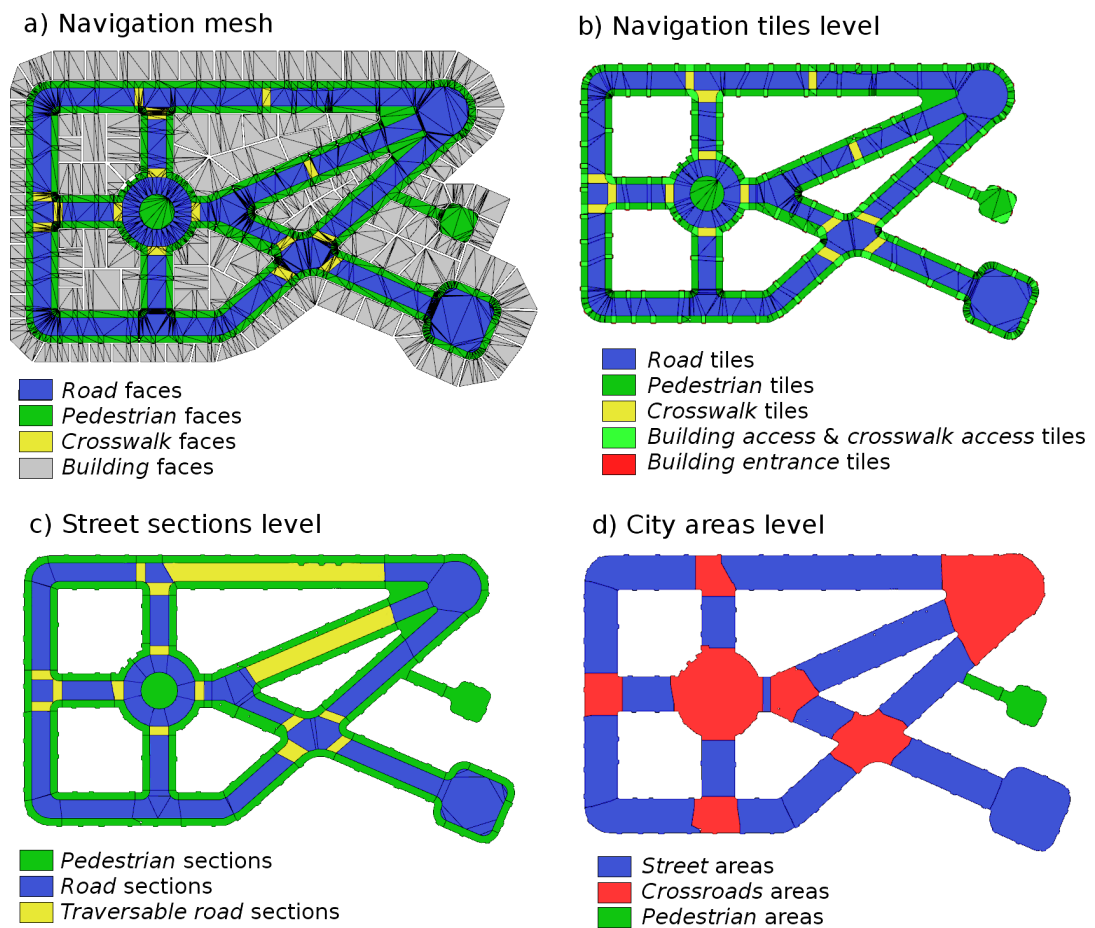 a) Navigation mesh
Road faces
Pedestrian faces
Crosswalk faces
Building faces
b) Navigation tiles level
Road tiles
Pedestrian tiles
Crosswalk tiles
Building access & crosswalk access tiles
Building entrance tiles
c) Street sections level
Pedestrian sections
Road sections
Traversable road sections
d) City areas level
Street areas
Crossroads areas
Pedestrian areas